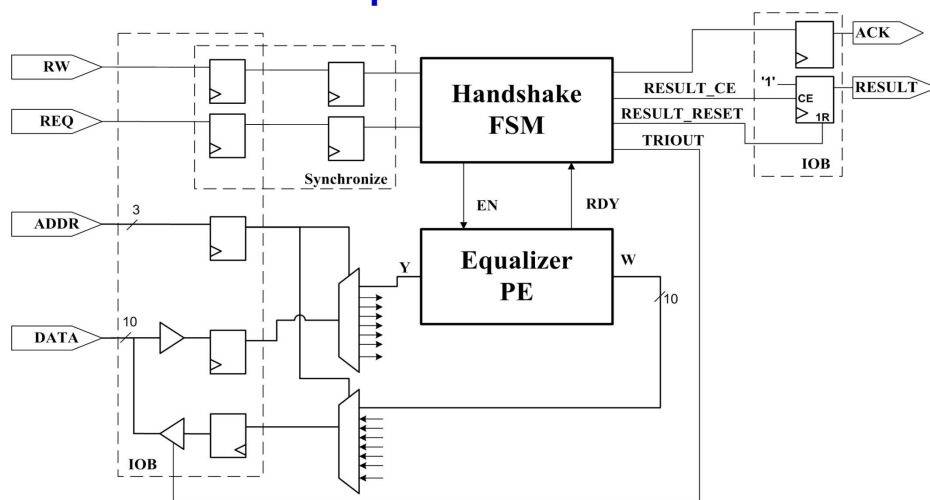 RW
REQ
ADDR
DATA
3
10
IOB
Synchronize
Handshake
FSM
EN
RDY
Equalizer
PE
Y
W
10
RESULT_CE
RESULT_RESET
TRIOUT
'1'
CE
1R
IOB
ACK
RESULT